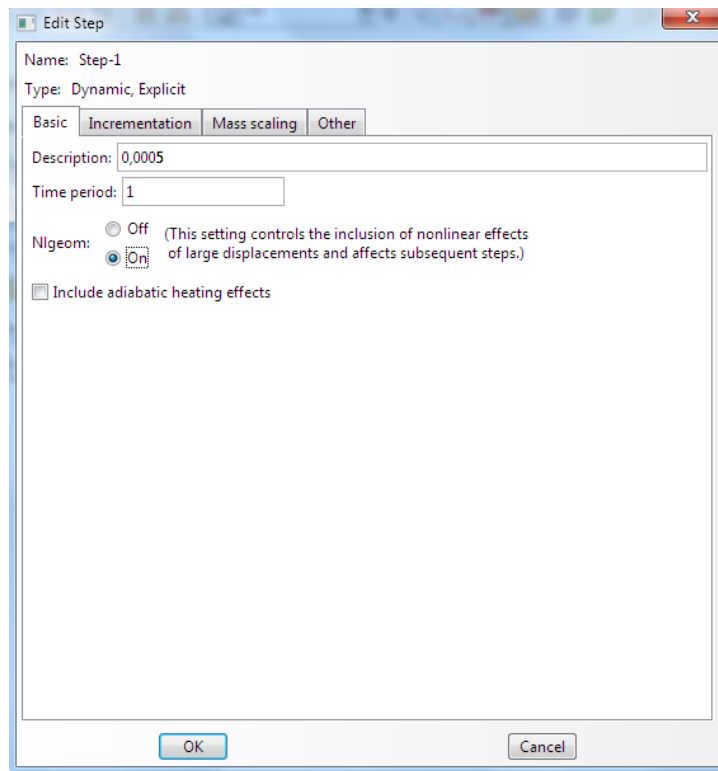 Edit Step
Name: Step-1
Type: Dynamic, Explicit
Basic Incrementation Mass scaling Other
Description: 0,0005
Time period: 1
Nlgeom:
Off
On
(This setting controls the inclusion of nonlinear effects
of large displacements and affects subsequent steps.)
Include adiabatic heating effects
OK Cancel